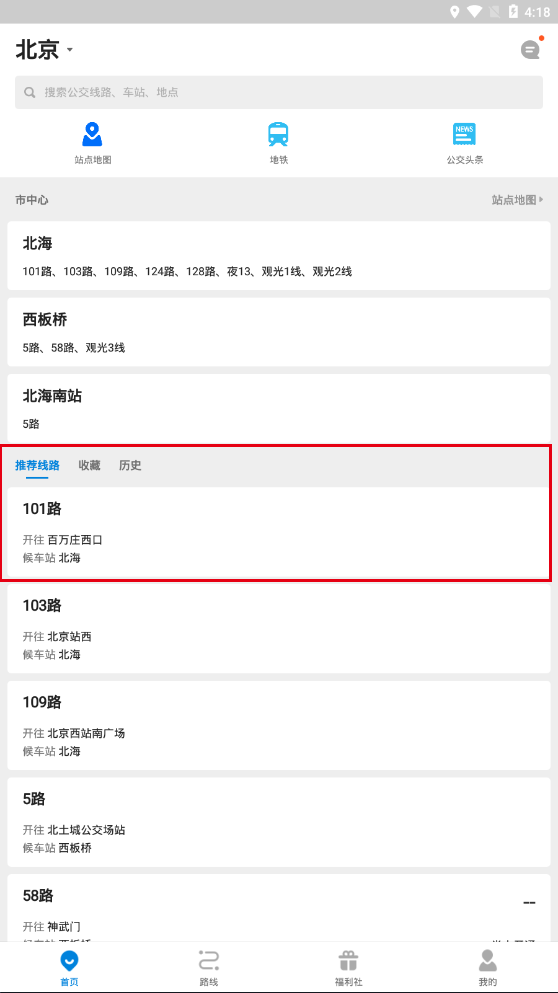 4:18
北京
搜索公交线路、车站、地点
站点地图
地铁
NEWS
公交头条
市中心
站点地图
北海
101路、103路、109路、124路、128路、夜13、观光1线、观光2线
西板桥
5路、58路、观光3线
北海南站
5路
推荐线路 收藏 历史
101路
开往 百万庄西口
候车站 北海
103路
开往 北京站西
候车站 北海
109路
开往 北京西站南广场
候车站 北海
5路
开往 北土城公交场站
候车站 西板桥
58路
--
开往 神武门
首页
路线
福利社
我的